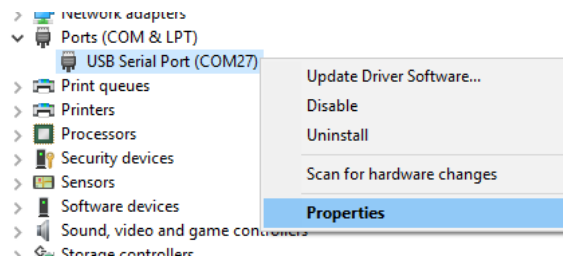 Network adapters
Ports (COM & LPT)
USB Serial Port (COM27)
Print queues
Printers
Processors
Security devices
Sensors
Software devices
Sound, video and game controllers
Storage controllers
Update Driver Software...
Disable
Uninstall
Scan for hardware changes
Properties